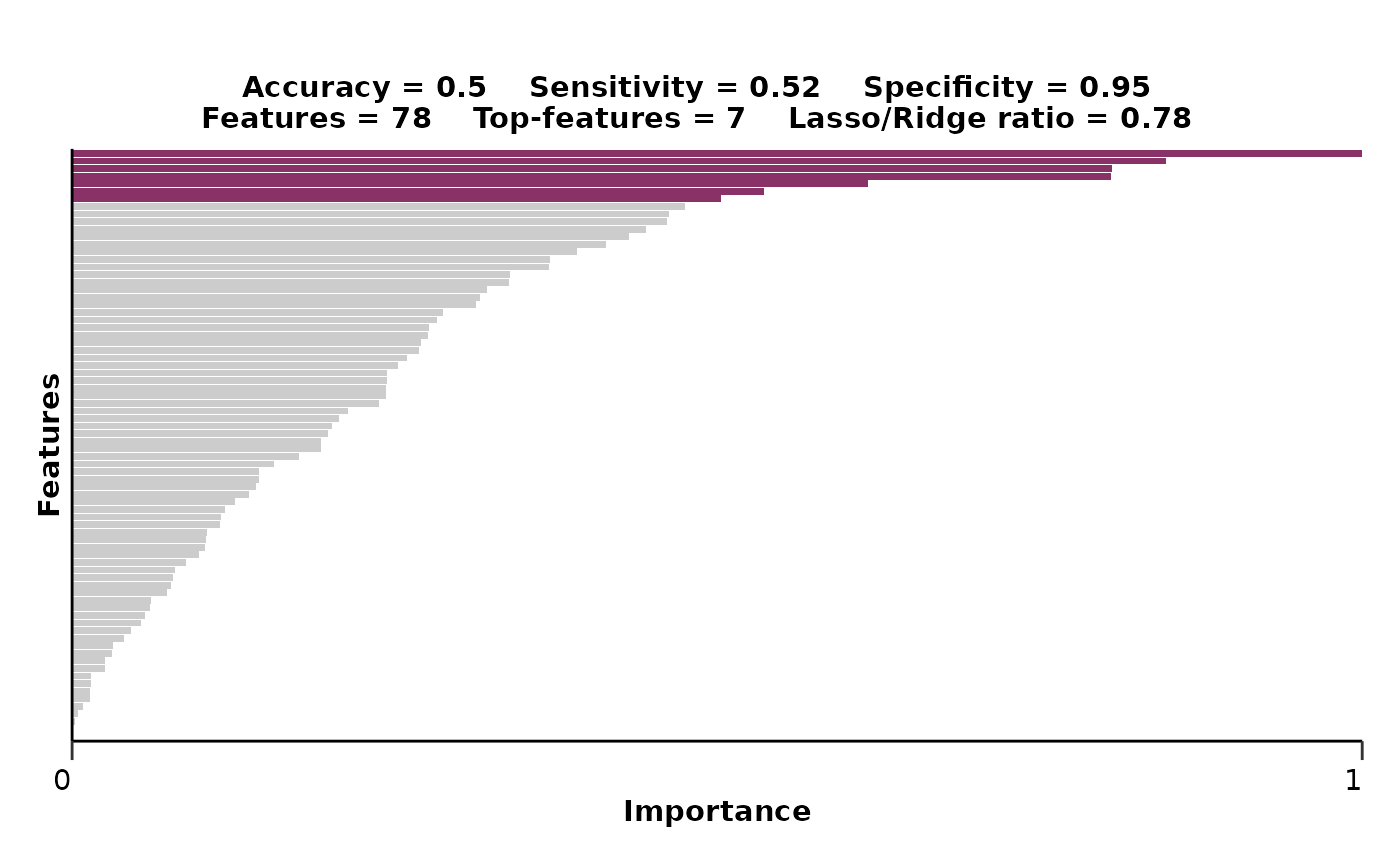 Accuracy = 0.5 Sensitivity = 0.52 Specificity = 0.95
Features = 78 Top-features = 7 Lasso/Ridge ratio = 0.78
Features
0 1
Importance